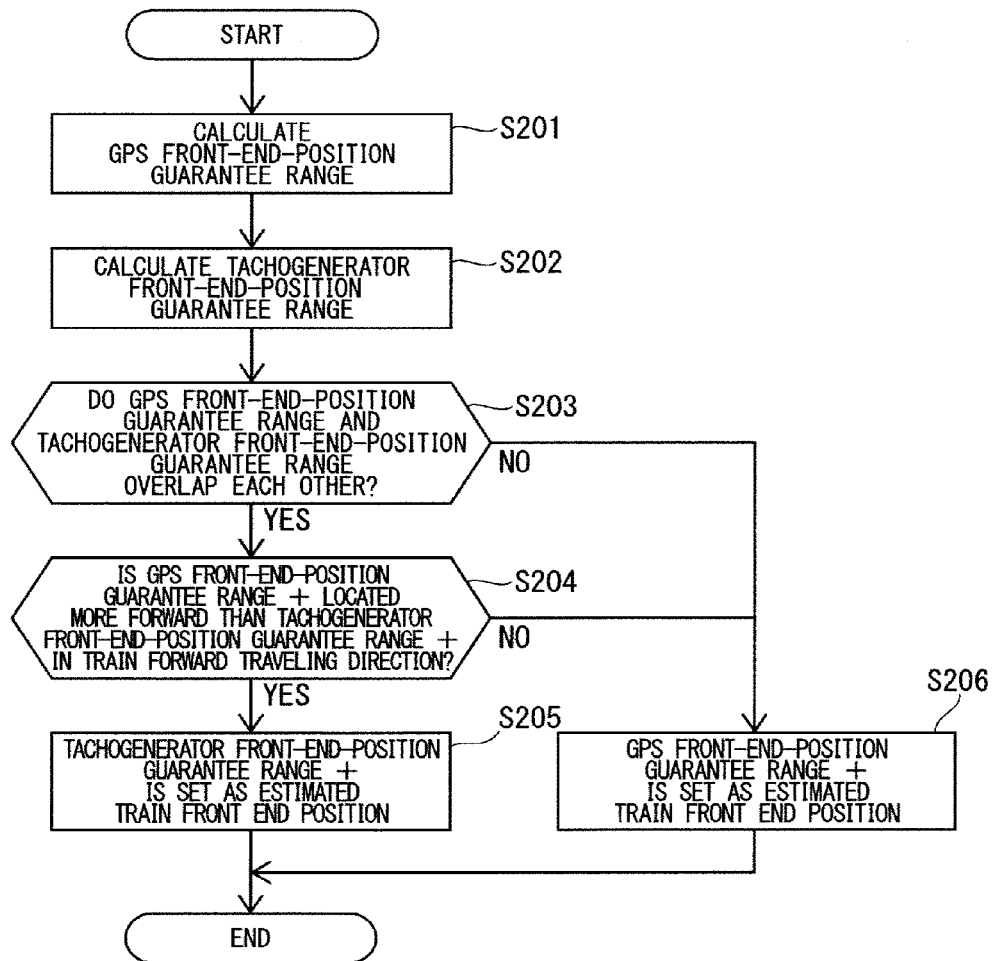 START
CALCULATE
GPS FRONT-END-POSITION
GUARANTEE RANGE
S201
CALCULATE TACHOGENERATOR
FRONT-END-POSITION
GUARANTEE RANGE
S202
DO GPS FRONT-END-POSITION
GUARANTEE RANGE AND
TACHOGENERATOR FRONT-END-POSITION
GUARANTEE RANGE
OVERLAP EACH OTHER?
S203
NO
YES
IS GPS FRONT-END-POSITION
GUARANTEE RANGE + LOCATED
MORE FORWARD THAN TACHOGENERATOR
FRONT-END-POSITION GUARANTEE RANGE +
IN TRAIN FORWARD TRAVELING DIRECTION?
S204
NO
YES
TACHOGENERATOR FRONT-END-POSITION
GUARANTEE RANGE +
IS SET AS ESTIMATED
TRAIN FRONT END POSITION
S205
GPS FRONT-END-POSITION
GUARANTEE RANGE +
IS SET AS ESTIMATED
TRAIN FRONT END POSITION
S206
END